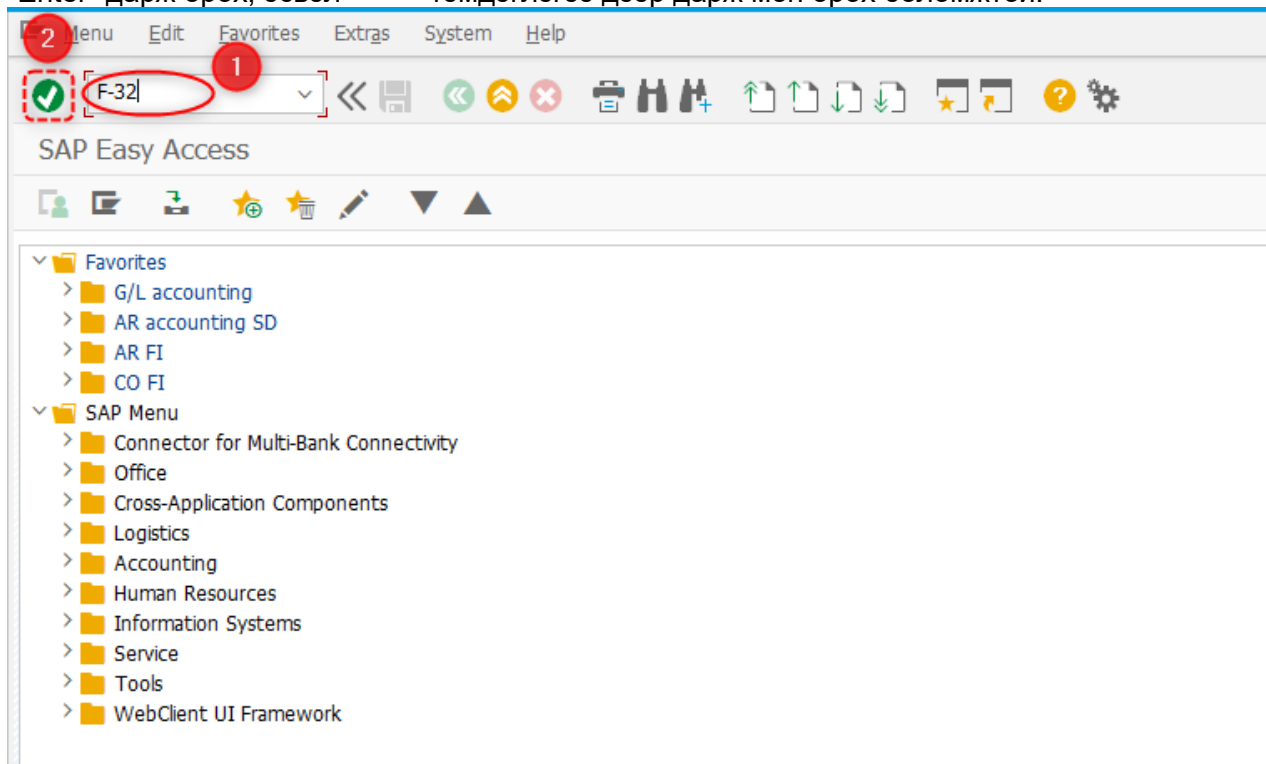 Menu Edit Favorites Extras System Help
2
1
F-32
SAP Easy Access
Favorites
G/L accounting
AR accounting SD
AR FI
CO FI
SAP Menu
Connector for Multi-Bank Connectivity
Office
Cross-Application Components
Logistics
Accounting
Human Resources
Information Systems
Service
Tools
WebClient UI Framework